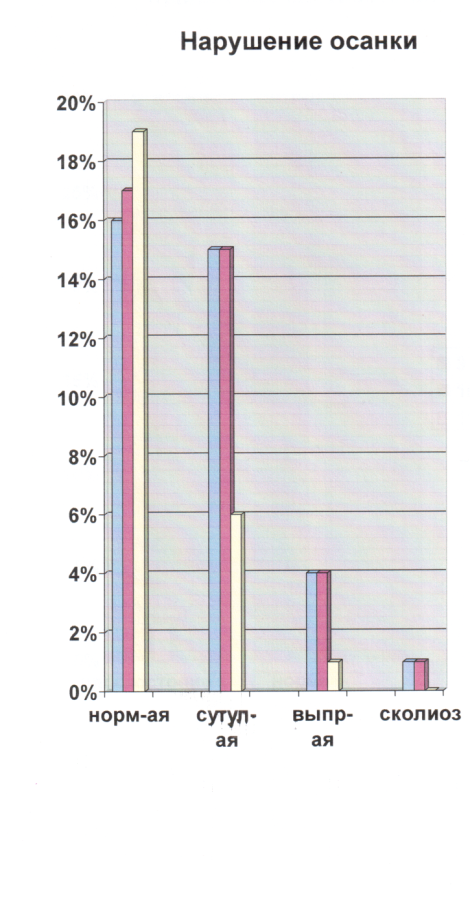 Нарушение осанки
20%
18%
16%
14%
12%
10%
8%
6%
4%
2%
0%
норм-ая
сутул-
ая
выпр-
ая
сколиоз